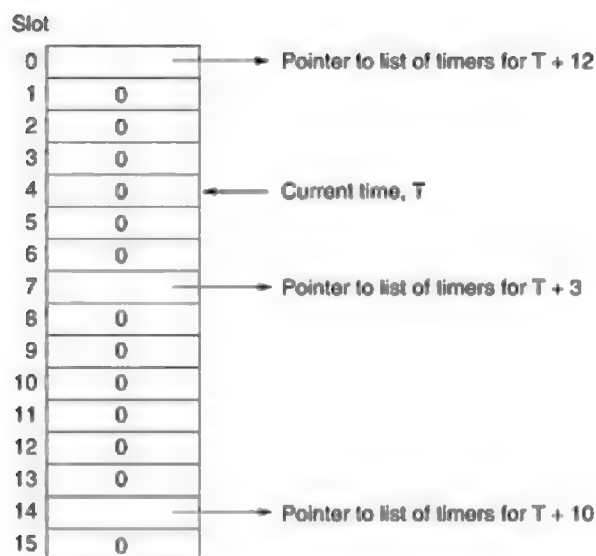 Slot
0 Pointer to list of timers for T + 12
1 0
2 0
3 0
4 0 Current time, T
5 0
6 0
7 Pointer to list of timers for T + 3
8 0
9 0
10 0
11 0
12 0
13 0
14 Pointer to list of timers for T + 10
15 0